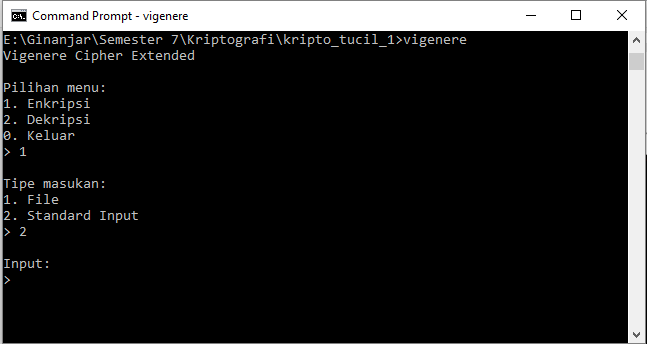 Command Prompt - vigenere
E:\Ginanjar\Semester 7\Kriptografi\kripto_tucil_1>vigenere
Vigenere Cipher Extended
Pilihan menu:
1. Enkripsi
2. Dekripsi
0. Keluar
> 1
Tipe masukan:
1. File
2. Standard Input
> 2
Input:
>